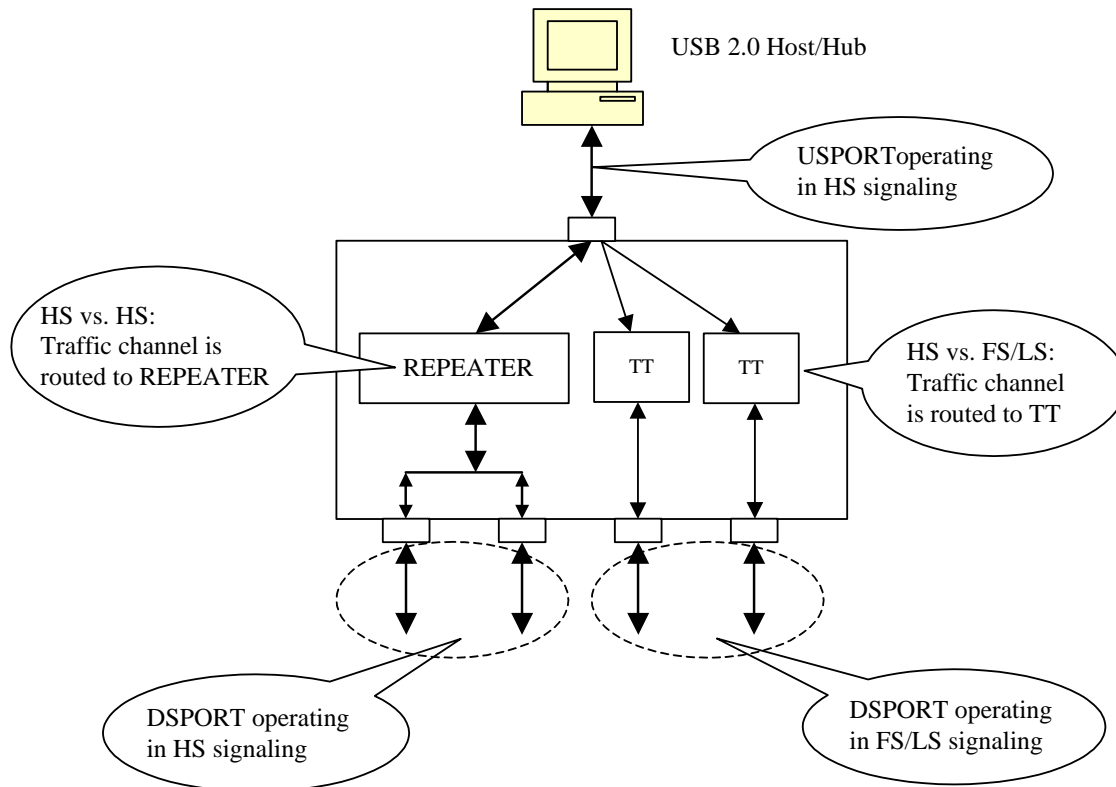 USB 2.0 Host/Hub
USPORToperating
in HS signaling
HS vs. HS:
Traffic channel is
routed to REPEATER
REPEATER
TT
TT
HS vs. FS/LS:
Traffic channel
is routed to TT
DSPORT operating
in HS signaling
DSPORT operating
in FS/LS signaling